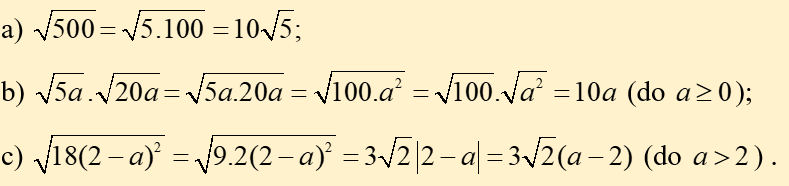 a) √500 = √5.100 = 10√5;
b) √5a.√20a = √5a.20a = √100.a² = √100.√a² = 10a (do a ≥ 0);
c) √18(2 – a)² = √9.2(2 – a)² = 3√2|2 – a| = 3√2(a – 2) (do a > 2) .